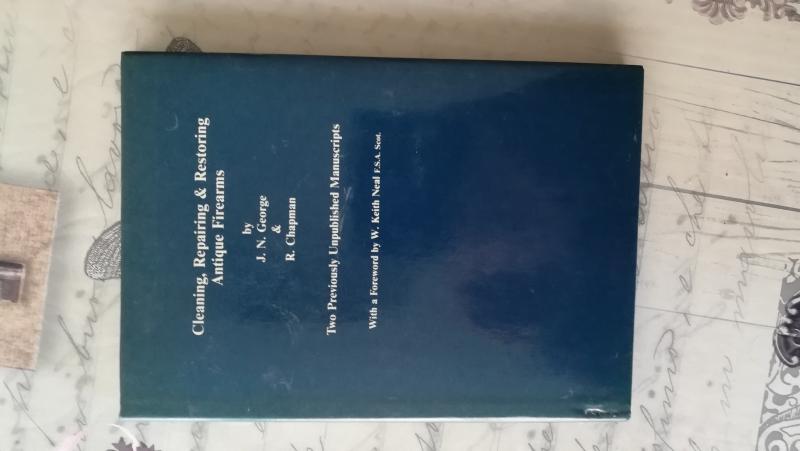 Cleaning, Repairing & Restoring
Antique Firearms
by
J. N. George
&
R. Chapman
Two Previously Unpublished Manuscripts
With a Foreword by W. Keith Neal F.S.A. Scot.